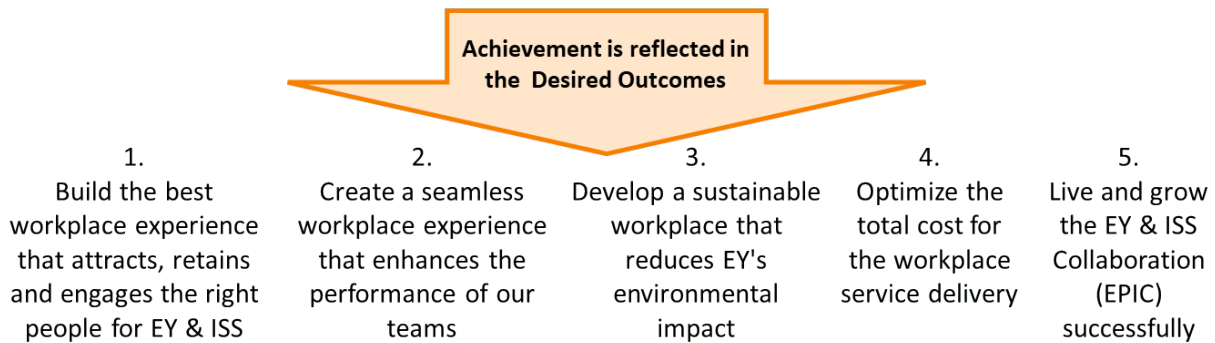 Achievement is reflected in
the Desired Outcomes
1.
Build the best
workplace experience
that attracts, retains
and engages the right
people for EY & ISS
2.
Create a seamless
workplace experience
that enhances the
performance of our
teams
3.
Develop a sustainable
workplace that
reduces EY's
environmental
impact
4.
Optimize the
total cost for
the workplace
service delivery
5.
Live and grow
the EY & ISS
Collaboration
(EPIC)
successfully